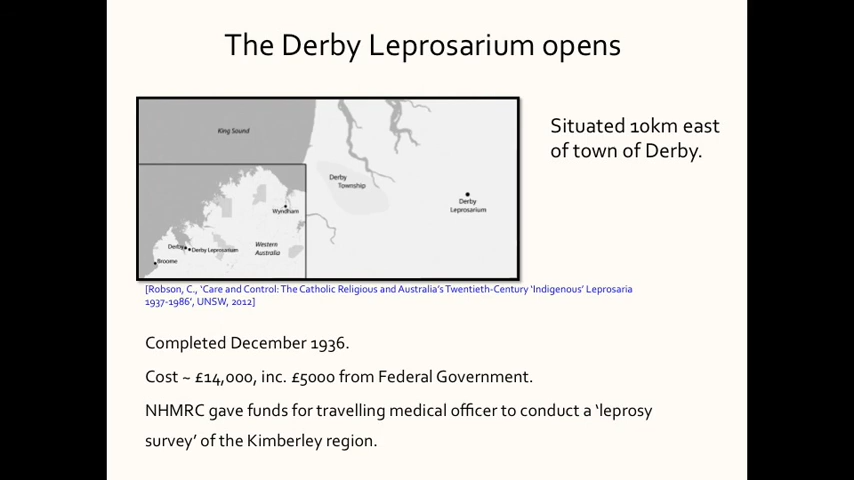 The Derby Leprosarium opens
King Sound
Derby
Township
Derby
Leprosarium
Wyndham
Derby
Derby Leprosarium
Western
Australia
Broome
Situated 10km east
of town of Derby.
[Robson, C., ‘Care and Control: The Catholic Religious and Australia’s Twentieth-Century ‘Indigenous’ Leprosaria
1937-1986’, UNSW, 2012]
Completed December 1936.
Cost ~ £14,000, inc. £5000 from Federal Government.
NHMRC gave funds for travelling medical officer to conduct a ‘leprosy
survey’ of the Kimberley region.